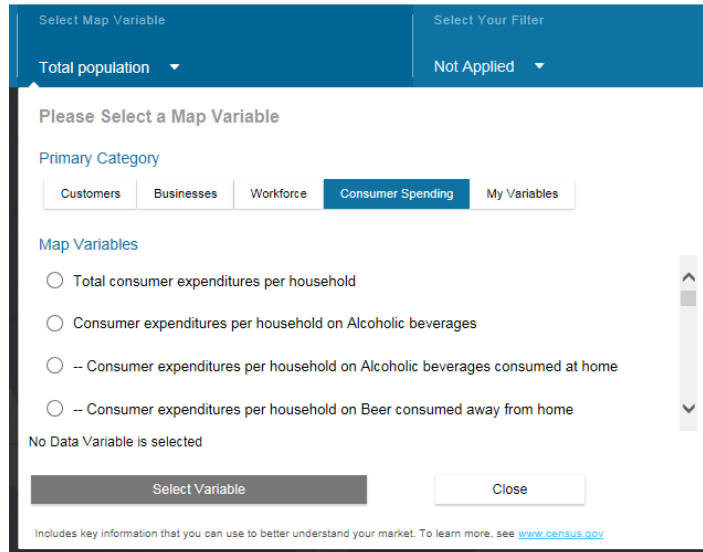 Select Map Variable
Select Your Filter
Total population
Not Applied
Please Select a Map Variable
Primary Category
Customers Businesses Workforce Consumer Spending My Variables
Map Variables
Total consumer expenditures per household
Consumer expenditures per household on Alcoholic beverages
-- Consumer expenditures per household on Alcoholic beverages consumed at home
-- Consumer expenditures per household on Beer consumed away from home
No Data Variable is selected
Select Variable
Close
Includes key information that you can use to better understand your market. To learn more, see www.census.gov